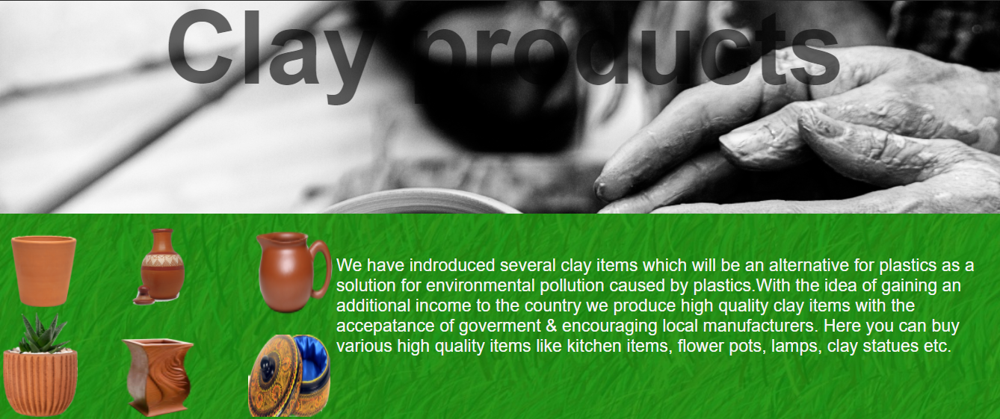 Clay products
We have indroduced several clay items which will be an alternative for plastics as a
solution for environmental pollution caused by plastics.With the idea of gaining an
additional income to the country we produce high quality clay items with the
accepatance of goverment & encouraging local manufacturers. Here you can buy
various high quality items like kitchen items, flower pots, lamps, clay statues etc.